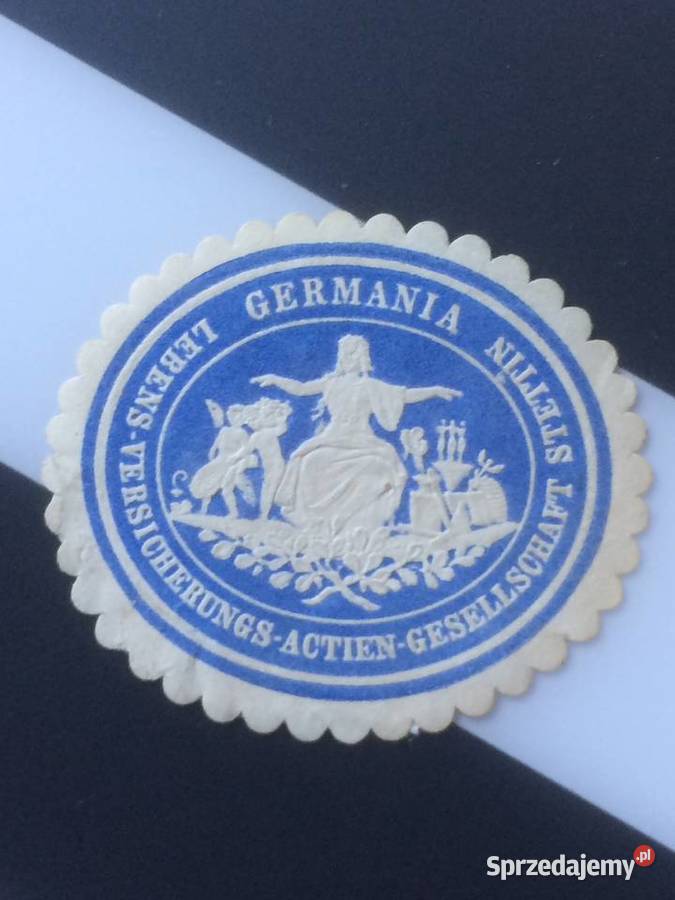 GERMANIA
LEBENS-VERSICHERUNGS-ACTIEN-GESELLSCHAFT STETTIN
Sprzedajemy.pl